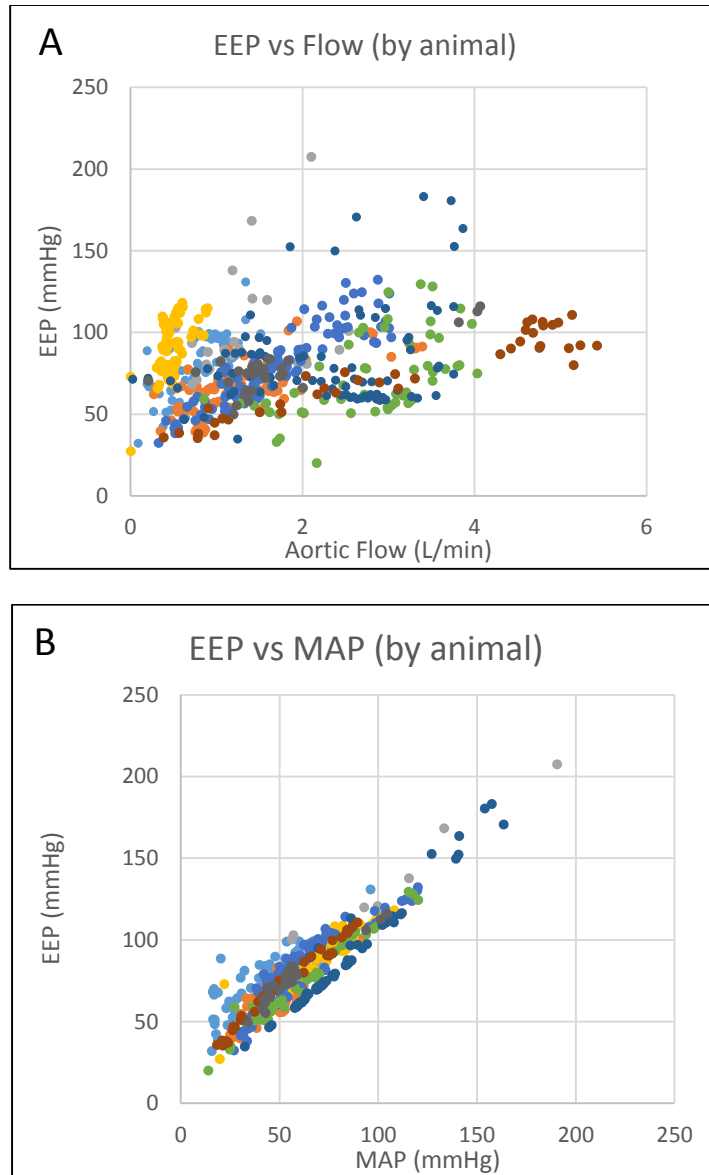 A
EEP vs Flow (by animal)
250
200
150
100
50
0
EEP (mmHg)
0 2 4 6
Aortic Flow (L/min)
B
EEP vs MAP (by animal)
250
200
150
100
50
0
EEP (mmHg)
0 50 100 150 200 250
MAP (mmHg)